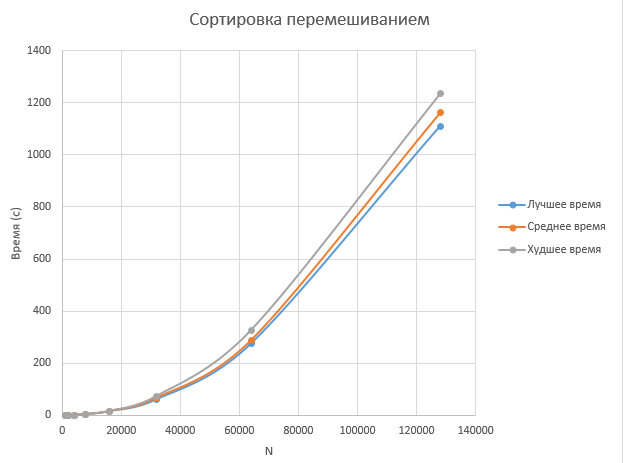 Сортировка перемешиванием
1400
1200
1000
800
600
400
200
0
Время (с)
0 20000 40000 60000 80000 100000 120000 140000
N
Лучшее время
Среднее время
Худшее время